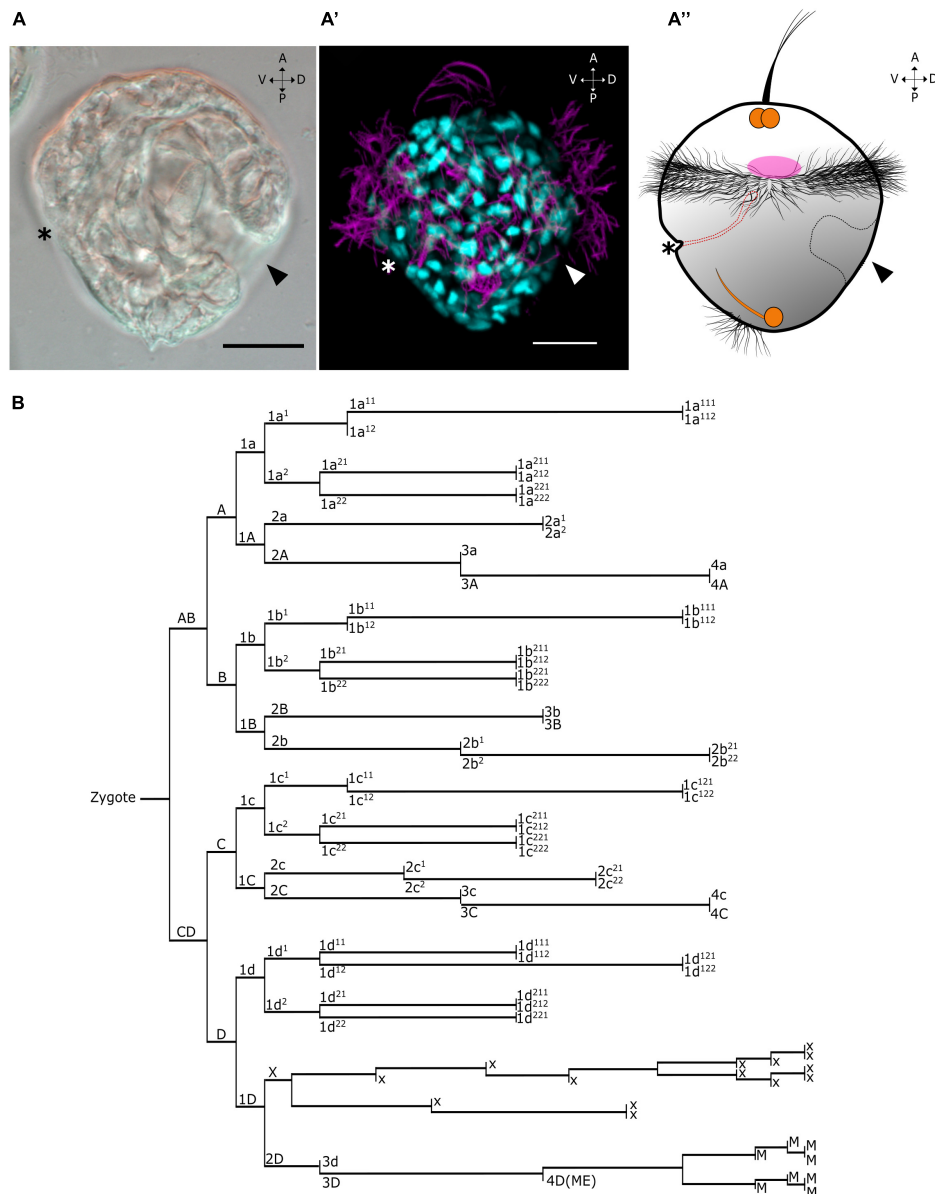 A
A'
A''
A
V D
P
A
V D
P
A
V D
P
*
*
*
B
1a¹¹
1a¹¹¹
1a¹
1a¹¹²
1a¹²
1a
1a²¹
1a²¹¹
1a²
1a²¹²
1a²²¹
1a²²
1a²²²
A
2a
2a¹
1A
2a²
2A
3a
4a
3A
4A
AB
1b¹¹
1b¹¹¹
1b¹
1b¹¹²
1b¹²
1b
1b²¹
1b²¹¹
1b²
1b²¹²
1b²²¹
1b²²
1b²²²
B
2B
3b
1B
3B
2b
2b¹
2b²¹
2b²
2b²²
Zygote
1c¹
1c¹¹
1c¹²¹
1c¹²
1c¹²²
1c
1c²¹
1c²¹¹
1c²
1c²¹²
1c²²¹
1c²²
1c²²²
C
2c
2c¹
2c²¹
1C
2c²
2c²²
2C
3c
4c
3C
4C
CD
1d¹
1d¹¹
1d¹¹¹
1d¹¹²
1d¹²¹
1d¹²
1d¹²²
1d
1d²¹
1d²¹¹
1d²
1d²¹²
1d²²
1d²²¹
D
X
x
x
x
x
x
x
x
x
x
x
x
1D
x
x
x
2D
3d
3D
4D(ME)
M
M
M
M
M
M
M
M